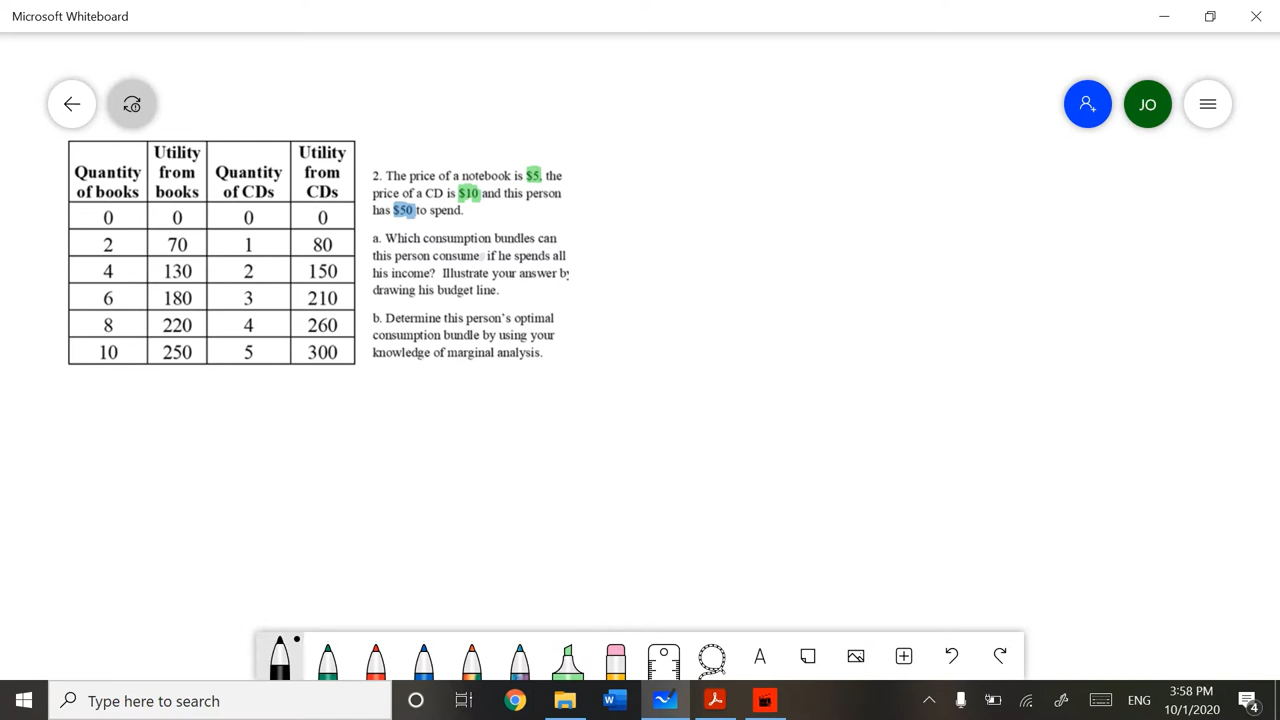 Microsoft Whiteboard
JO
Quantity of books Utility from books Quantity of CDs Utility from CDs
0 0 0 0
2 70 1 80
4 130 2 150
6 180 3 210
8 220 4 260
10 250 5 300
2. The price of a notebook is $5, the
price of a CD is $10 and this person
has $50 to spend.
a. Which consumption bundles can
this person consume if he spends all
his income? Illustrate your answer by
drawing his budget line.
b. Determine this person's optimal
consumption bundle by using your
knowledge of marginal analysis.
A
Type here to search
ENG
3:58 PM
10/1/2020
4